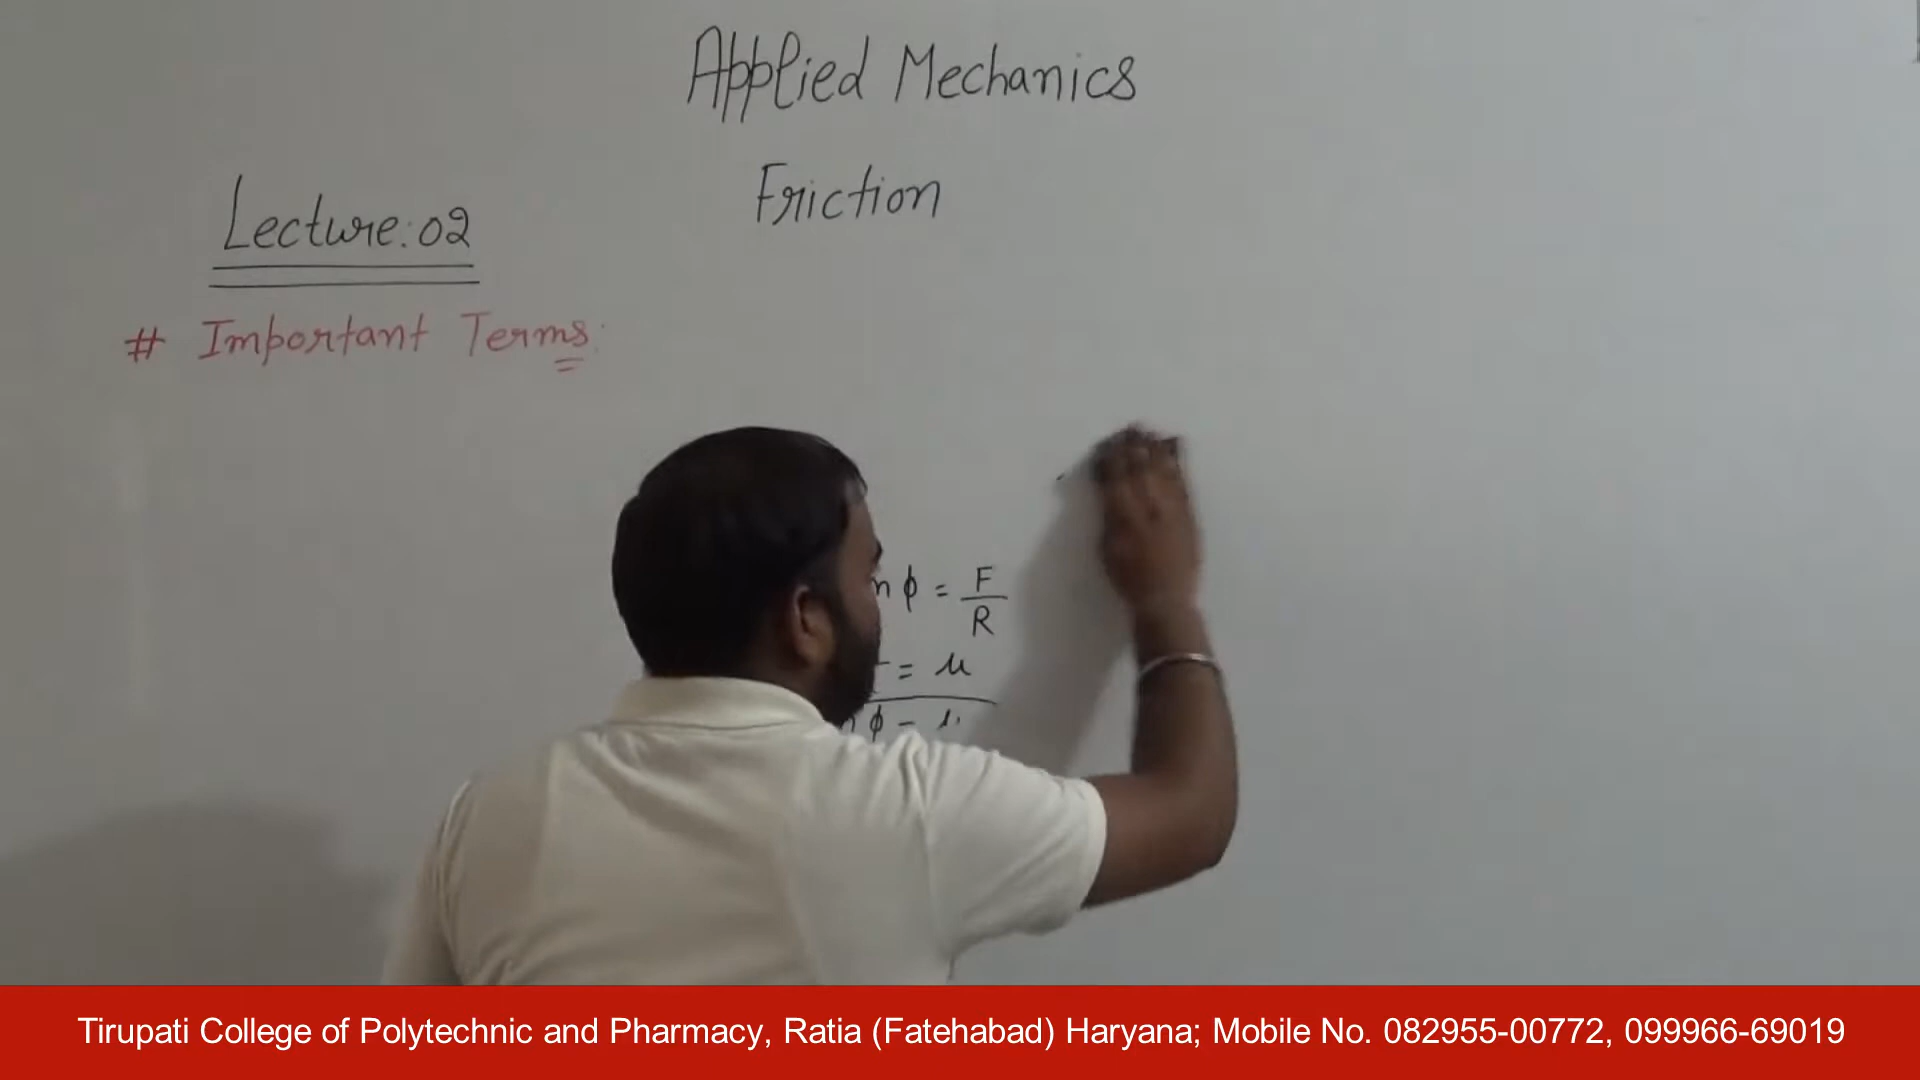 Applied Mechanics
Friction
Lecture:02
# Important Terms:
n φ = F/R
= μ
φ =
Tirupati College of Polytechnic and Pharmacy, Ratia (Fatehabad) Haryana; Mobile No. 082955-00772, 099966-69019